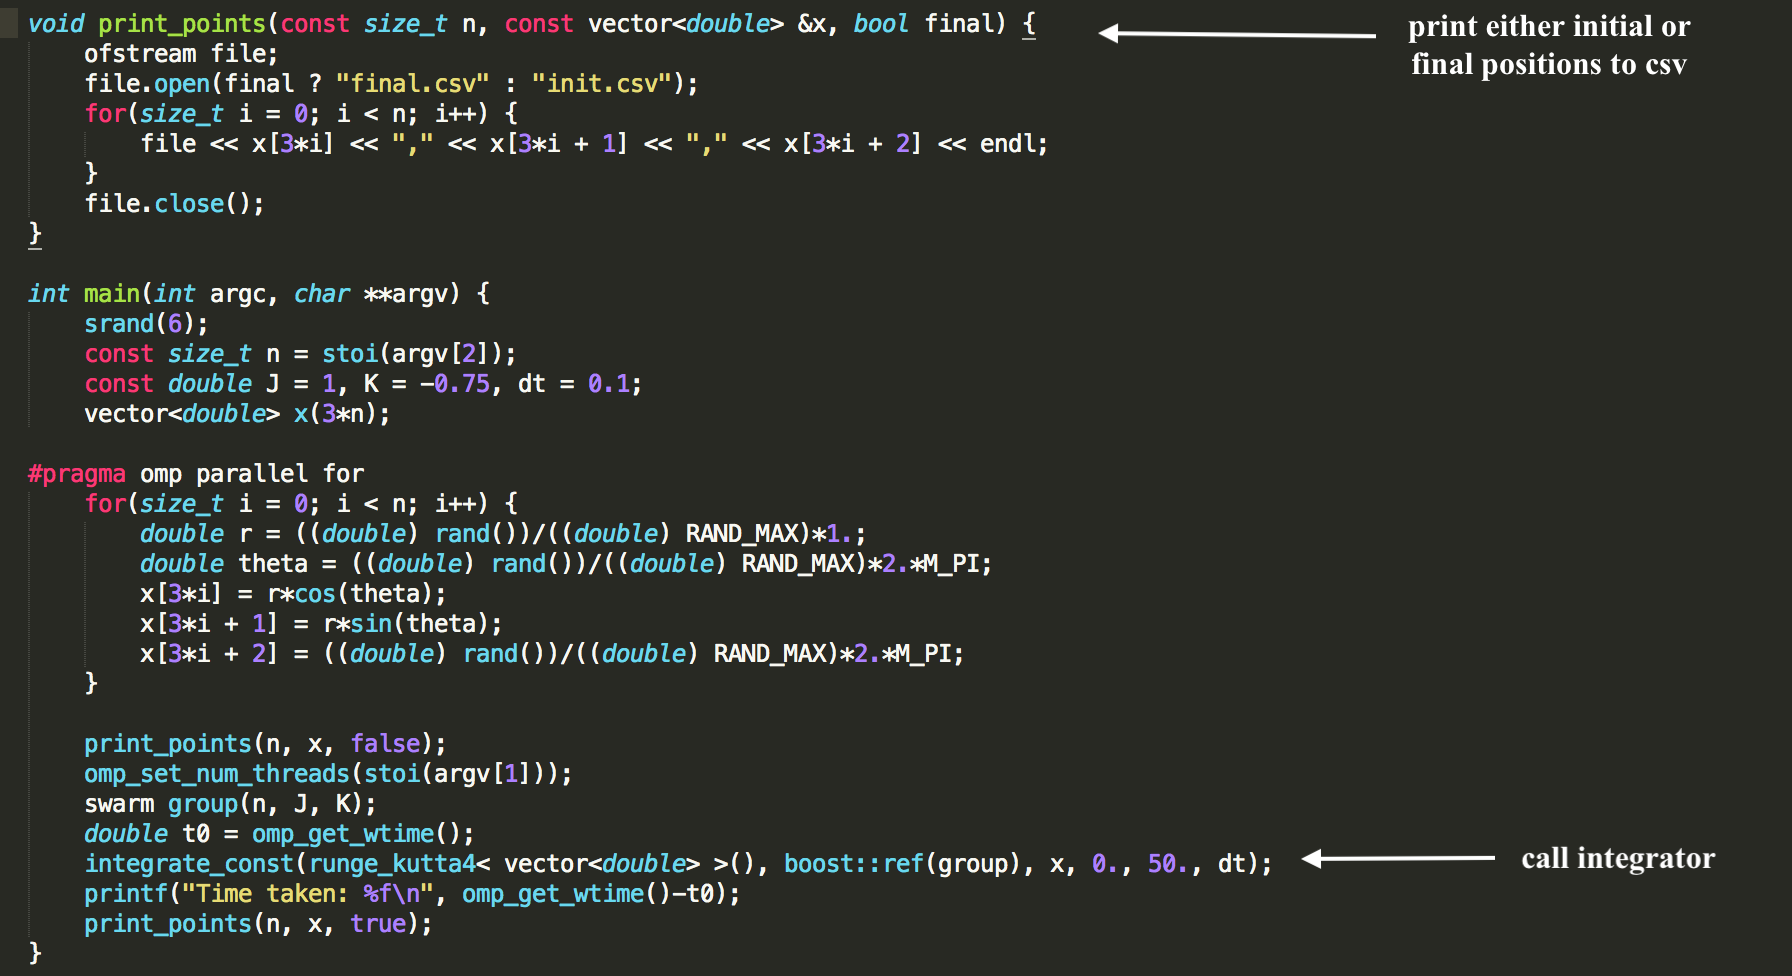 void print_points(const size_t n, const vector<double> &x, bool final) {
    ofstream file;
    file.open(final ? "final.csv" : "init.csv");
    for(size_t i = 0; i < n; i++) {
        file << x[3*i] << "," << x[3*i + 1] << "," << x[3*i + 2] << endl;
    }
    file.close();
}
print either initial or
final positions to csv
int main(int argc, char **argv) {
    srand(6);
    const size_t n = stoi(argv[2]);
    const double J = 1, K = -0.75, dt = 0.1;
    vector<double> x(3*n);
#pragma omp parallel for
    for(size_t i = 0; i < n; i++) {
        double r = ((double) rand())/((double) RAND_MAX)*1.;
        double theta = ((double) rand())/((double) RAND_MAX)*2.*M_PI;
        x[3*i] = r*cos(theta);
        x[3*i + 1] = r*sin(theta);
        x[3*i + 2] = ((double) rand())/((double) RAND_MAX)*2.*M_PI;
    }
    print_points(n, x, false);
    omp_set_num_threads(stoi(argv[1]));
    swarm group(n, J, K);
    double t0 = omp_get_wtime();
    integrate_const(runge_kutta4< vector<double> >(), boost::ref(group), x, 0., 50., dt);
    printf("Time taken: %f\n", omp_get_wtime()-t0);
    print_points(n, x, true);
}
call integrator